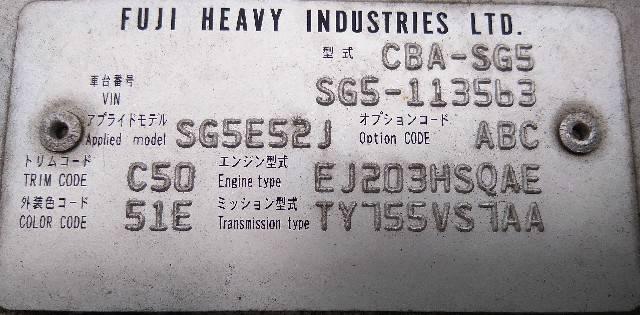 FUJI HEAVY INDUSTRIES LTD.
型式 CBA-SG5
車台番号
VIN SG5-113563
アプライドモデル オプションコード
Applied model SG5E52J Option CODE ABC
トリムコード エンジン型式
TRIM CODE C50 Engine type EJ203HSQAE
外装色コード ミッション型式
COLOR CODE 51E Transmission type TY755VS7AA